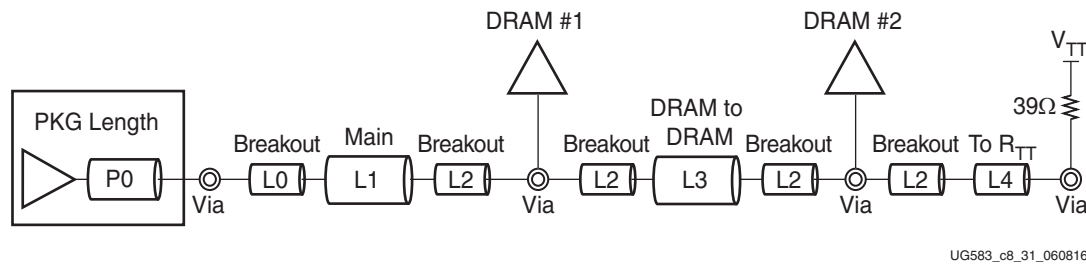 DRAM #1
DRAM #2
VTT
39Ω
PKG Length
P0
Via
Breakout
L0
Main
L1
Breakout
L2
Via
Breakout
L2
DRAM to
DRAM
L3
Breakout
L2
Via
Breakout
L2
To RTT
L4
Via
UG583_c8_31_060816